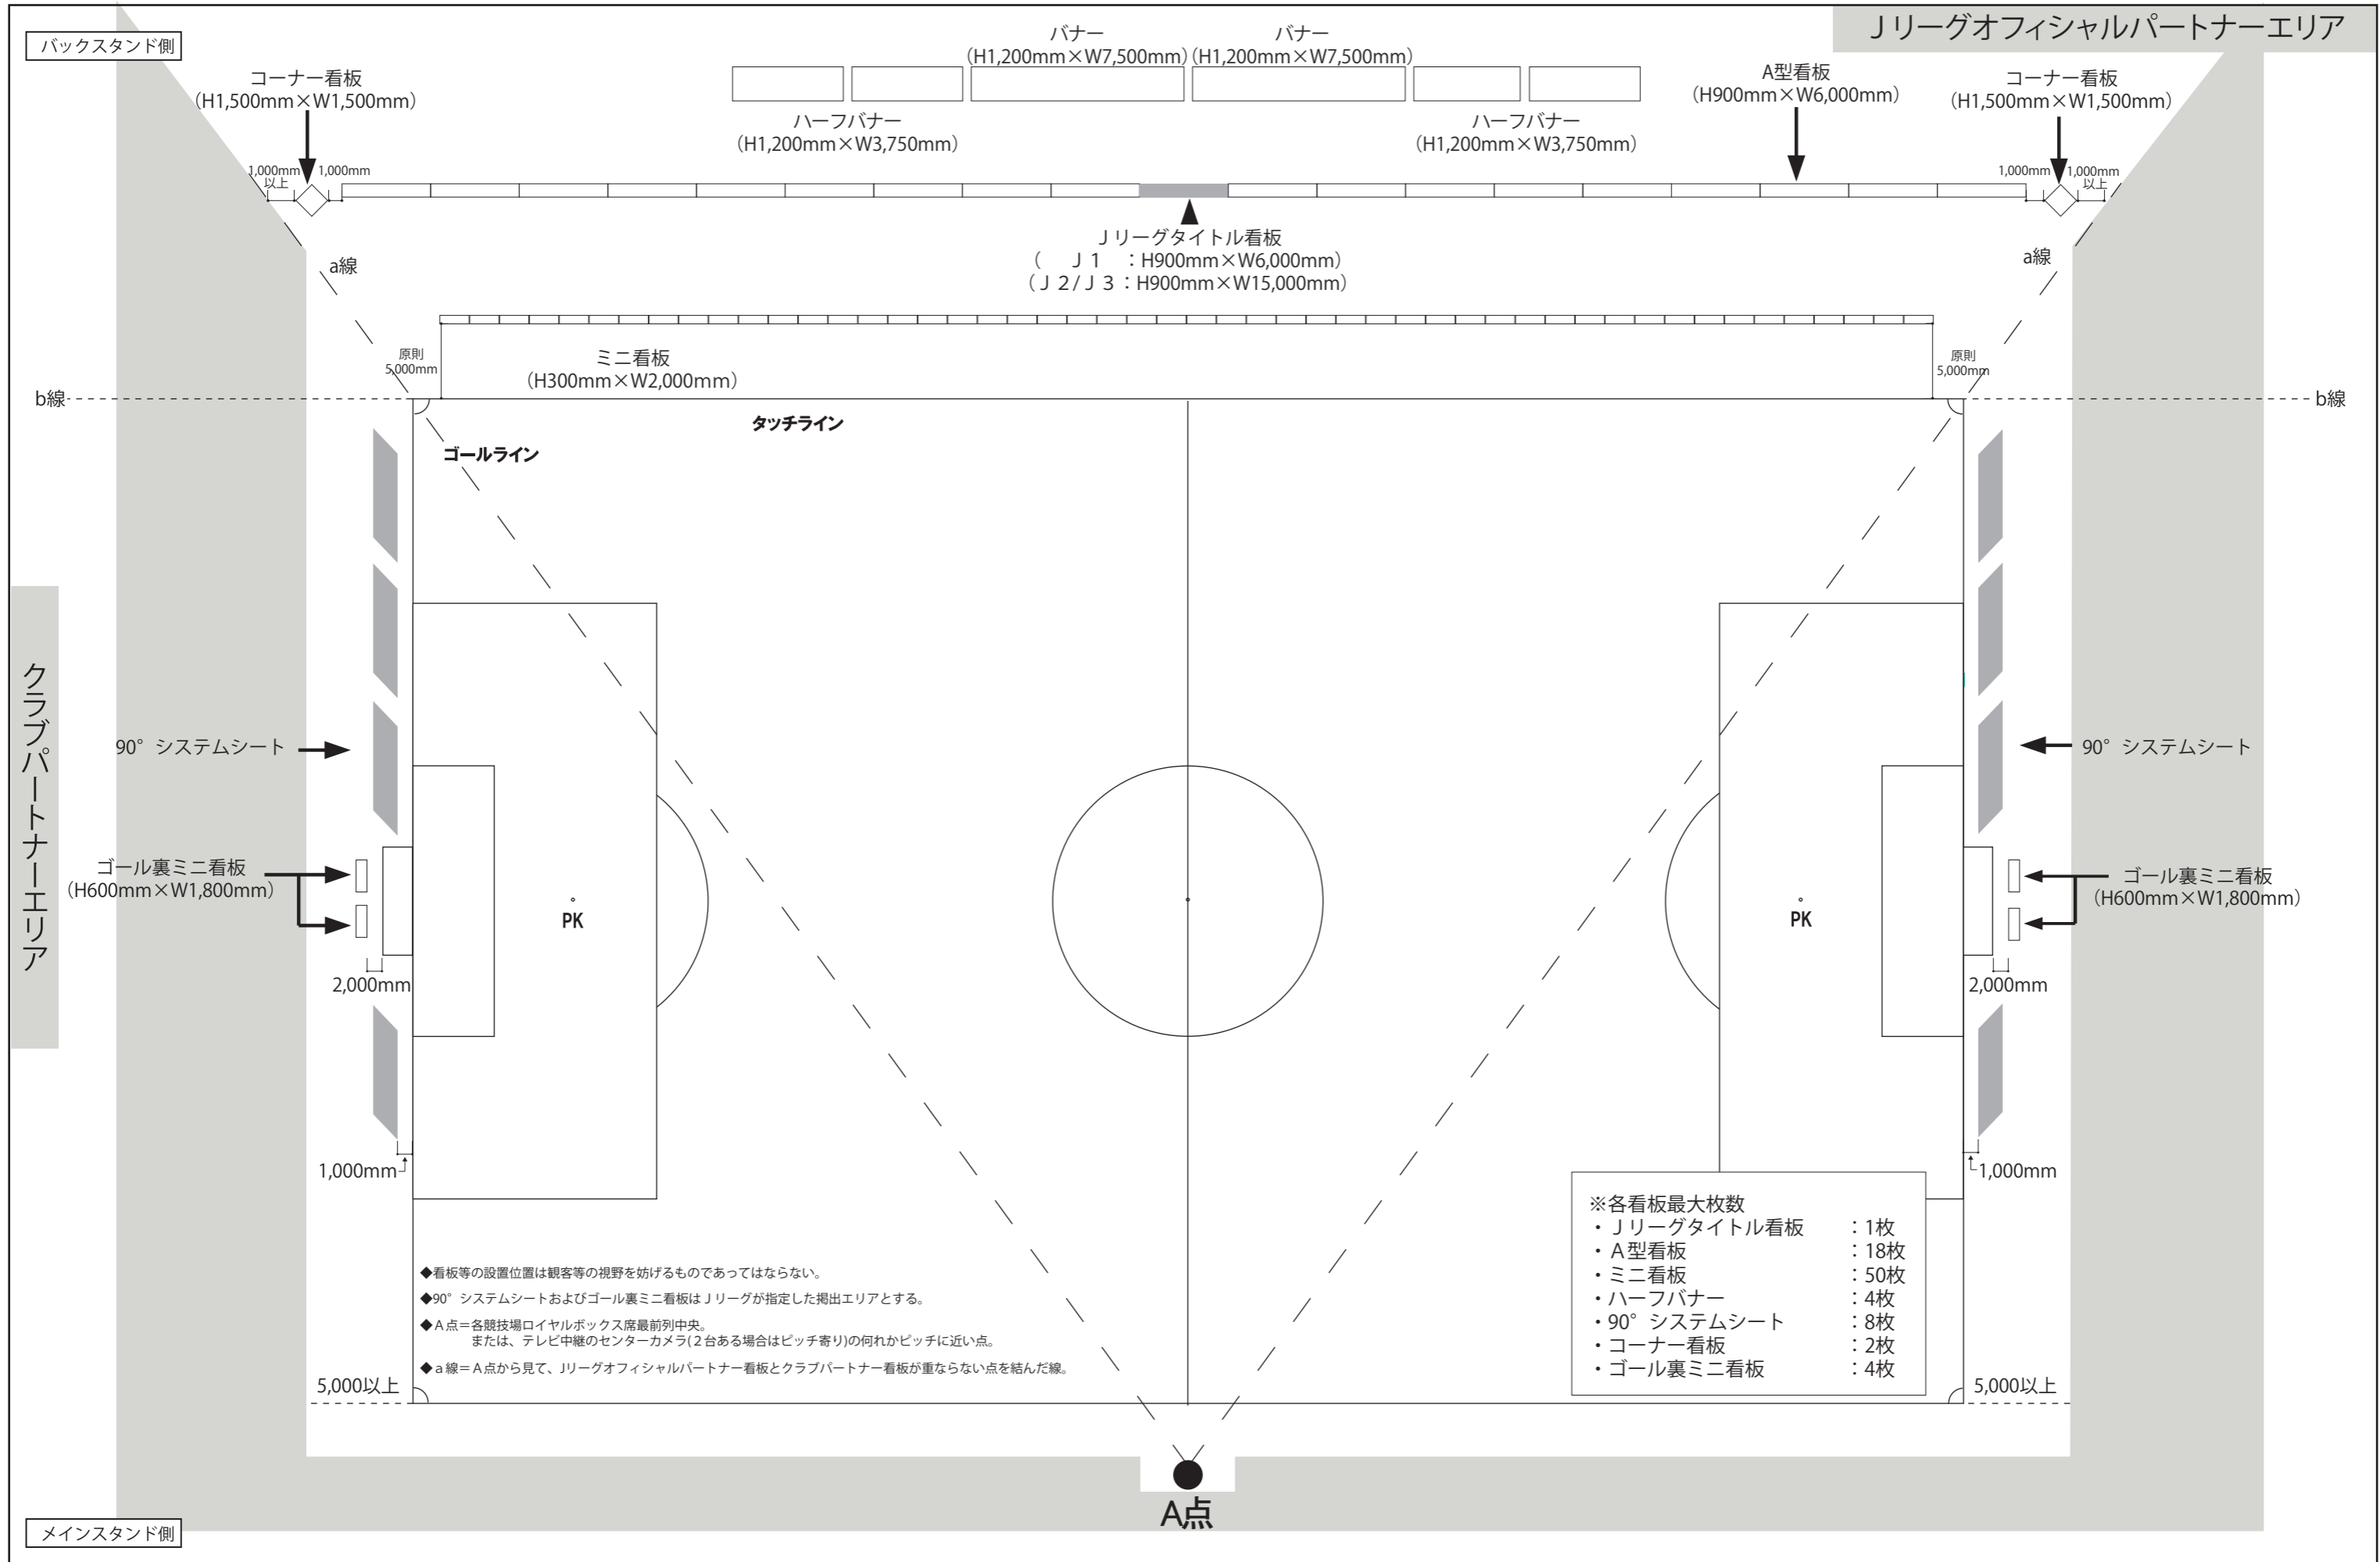 バックスタンド側
Ｊリーグオフィシャルパートナーエリア
バナー
（H1,200mm×W7,500mm）
バナー
（H1,200mm×W7,500mm）
コーナー看板
（H1,500mm×W1,500mm）
A型看板
（H900mm×W6,000mm）
コーナー看板
（H1,500mm×W1,500mm）
ハーフバナー
（H1,200mm×W3,750mm）
ハーフバナー
（H1,200mm×W3,750mm）
1,000mm
以上
1,000mm
1,000mm
1,000mm
以上
Ｊリーグタイトル看板
（　Ｊ１　：H900mm×W6,000mm）
（Ｊ２/Ｊ３：H900mm×W15,000mm）
a線
a線
原則
5,000mm
ミニ看板
（H300mm×W2,000mm）
原則
5,000mm
b線
b線
タッチライン
ゴールライン
クラブパートナーエリア
90°システムシート
90°システムシート
ゴール裏ミニ看板
（H600mm×W1,800mm）
ゴール裏ミニ看板
（H600mm×W1,800mm）
PK
PK
2,000mm
2,000mm
1,000mm
1,000mm
※各看板最大枚数
・Ｊリーグタイトル看板　：1枚
・Ａ型看板　：18枚
・ミニ看板　：50枚
・ハーフバナー　：4枚
・90°システムシート　：8枚
・コーナー看板　：2枚
・ゴール裏ミニ看板　：4枚
◆看板等の設置位置は観客等の視野を妨げるものであってはならない。
◆90°システムシートおよびゴール裏ミニ看板はＪリーグが指定した掲出エリアとする。
◆Ａ点＝各競技場ロイヤルボックス席最前列中央。
または、テレビ中継のセンターカメラ(２台ある場合はピッチ寄り)の何れかピッチに近い点。
◆ａ線＝Ａ点から見て、Jリーグオフィシャルパートナー看板とクラブパートナー看板が重ならない点を結んだ線。
5,000以上
5,000以上
A点
メインスタンド側